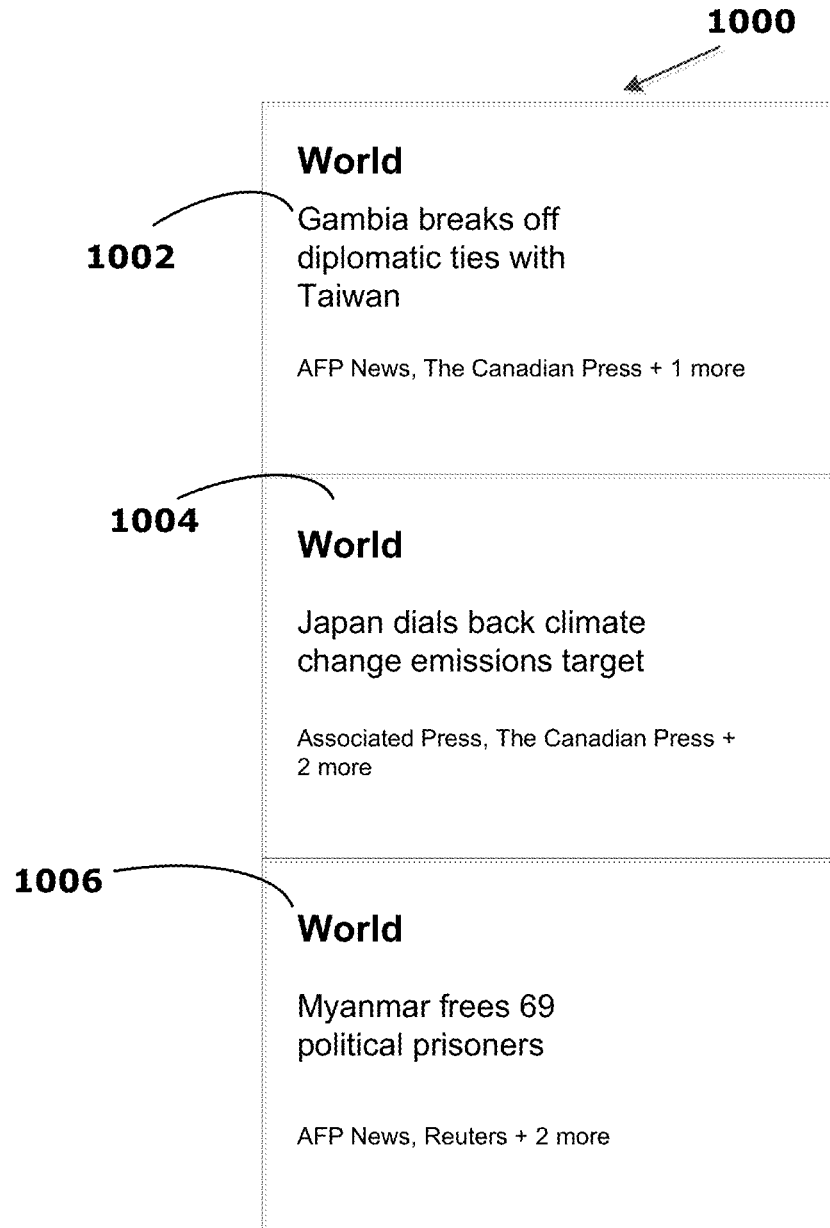 1000
World
1002
Gambia breaks off
diplomatic ties with
Taiwan
AFP News, The Canadian Press + 1 more
1004
World
Japan dials back climate
change emissions target
Associated Press, The Canadian Press +
2 more
1006
World
Myanmar frees 69
political prisoners
AFP News, Reuters + 2 more